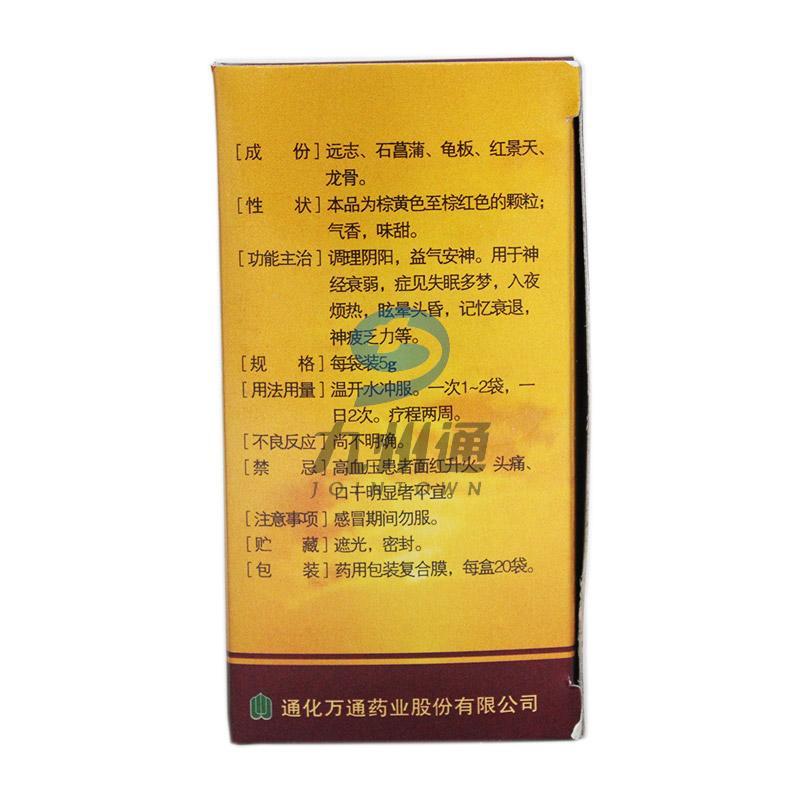 [成 份]远志、石菖蒲、龟板、红景天、
龙骨。
[性 状]本品为棕黄色至棕红色的颗粒;
气香，味甜。
[功能主治]调理阴阳，益气安神。用于神
经衰弱，症见失眠多梦，入夜
烦热，眩晕头昏，记忆衰退，
神疲乏力等。
[规 格]每袋装5g
[用法用量]温开水冲服。一次1~2袋，一
日2次。疗程两周。
[不良反应]尚不明确。
[禁 忌]高血压患者面红升火、头痛、
口干明显者不宜。
[注意事项]感冒期间勿服。
[贮 藏]遮光，密封。
[包 装]药用包装复合膜，每盒20袋。
九州通
JOINTOWN
通化万通药业股份有限公司